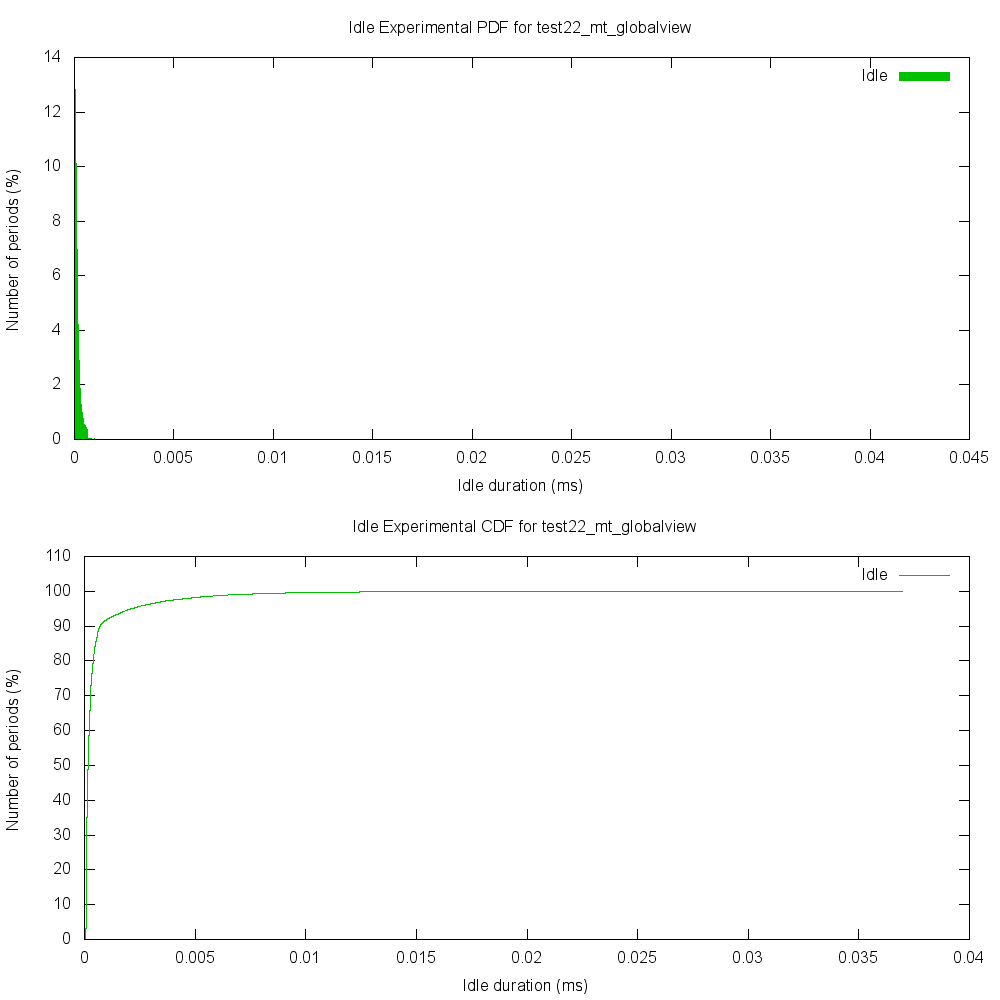 Idle Experimental PDF for test22_mt_globalview
14
12
10
8
6
4
2
0
Number of periods (%)
Idle
0 0.005 0.01 0.015 0.02 0.025 0.03 0.035 0.04 0.045
Idle duration (ms)
Idle Experimental CDF for test22_mt_globalview
110
100
90
80
70
60
50
40
30
20
10
0
Number of periods (%)
Idle
0 0.005 0.01 0.015 0.02 0.025 0.03 0.035 0.04
Idle duration (ms)